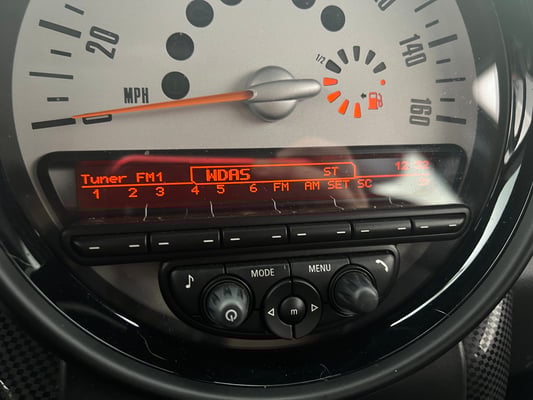 20
140
160
MPH
1/2
Tuner FM1 WDAS ST
1 2 3 4 5 6 FM AM SET SC
MODE MENU
m